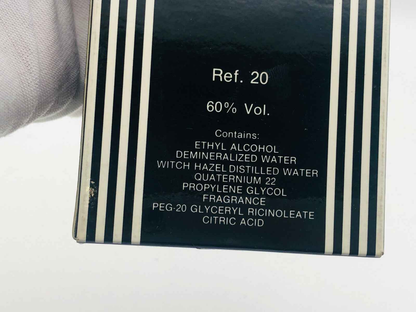 Ref. 20
60% Vol.
Contains:
ETHYL ALCOHOL
DEMINERALIZED WATER
WITCH HAZEL DISTILLED WATER
QUATERNIUM 22
PROPYLENE GLYCOL
FRAGRANCE
PEG-20 GLYCERYL RICINOLEATE
CITRIC ACID